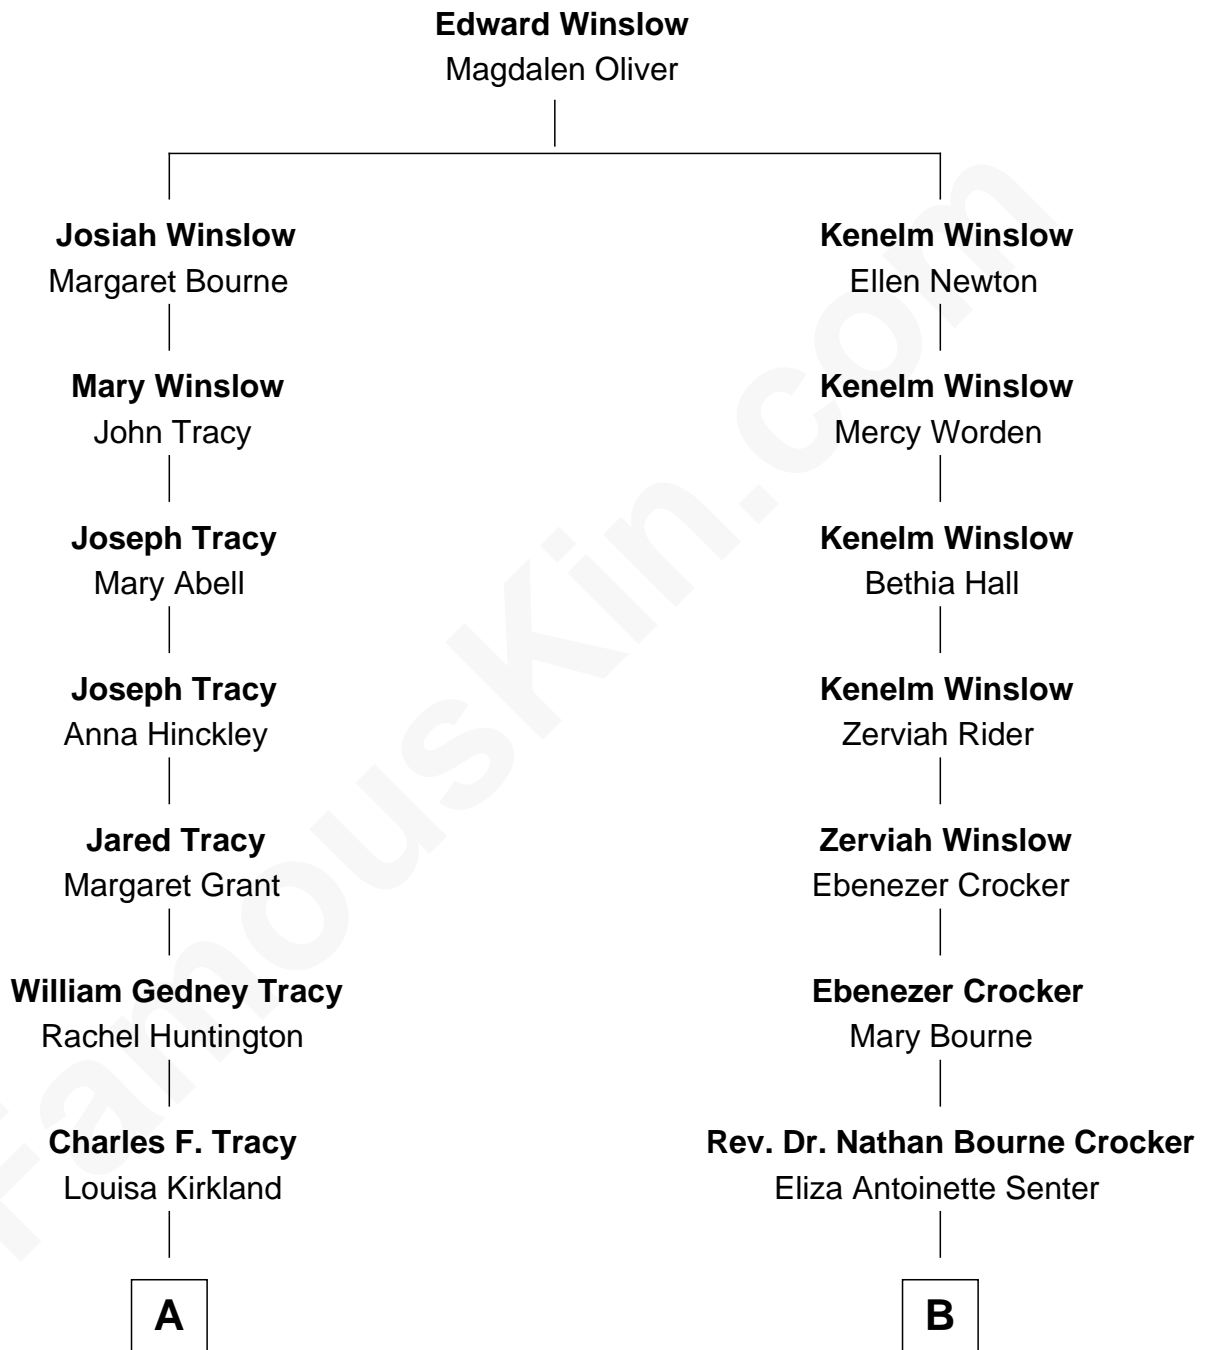 Edward Winslow
Magdalen Oliver
Josiah Winslow
Margaret Bourne
Kenelm Winslow
Ellen Newton
Mary Winslow
John Tracy
Kenelm Winslow
Mercy Worden
Joseph Tracy
Mary Abell
Kenelm Winslow
Bethia Hall
Joseph Tracy
Anna Hinckley
Kenelm Winslow
Zerviah Rider
Jared Tracy
Margaret Grant
Zerviah Winslow
Ebenezer Crocker
William Gedney Tracy
Rachel Huntington
Ebenezer Crocker
Mary Bourne
Charles F. Tracy
Louisa Kirkland
Rev. Dr. Nathan Bourne Crocker
Eliza Antoinette Senter
A
B
FamousKin.com